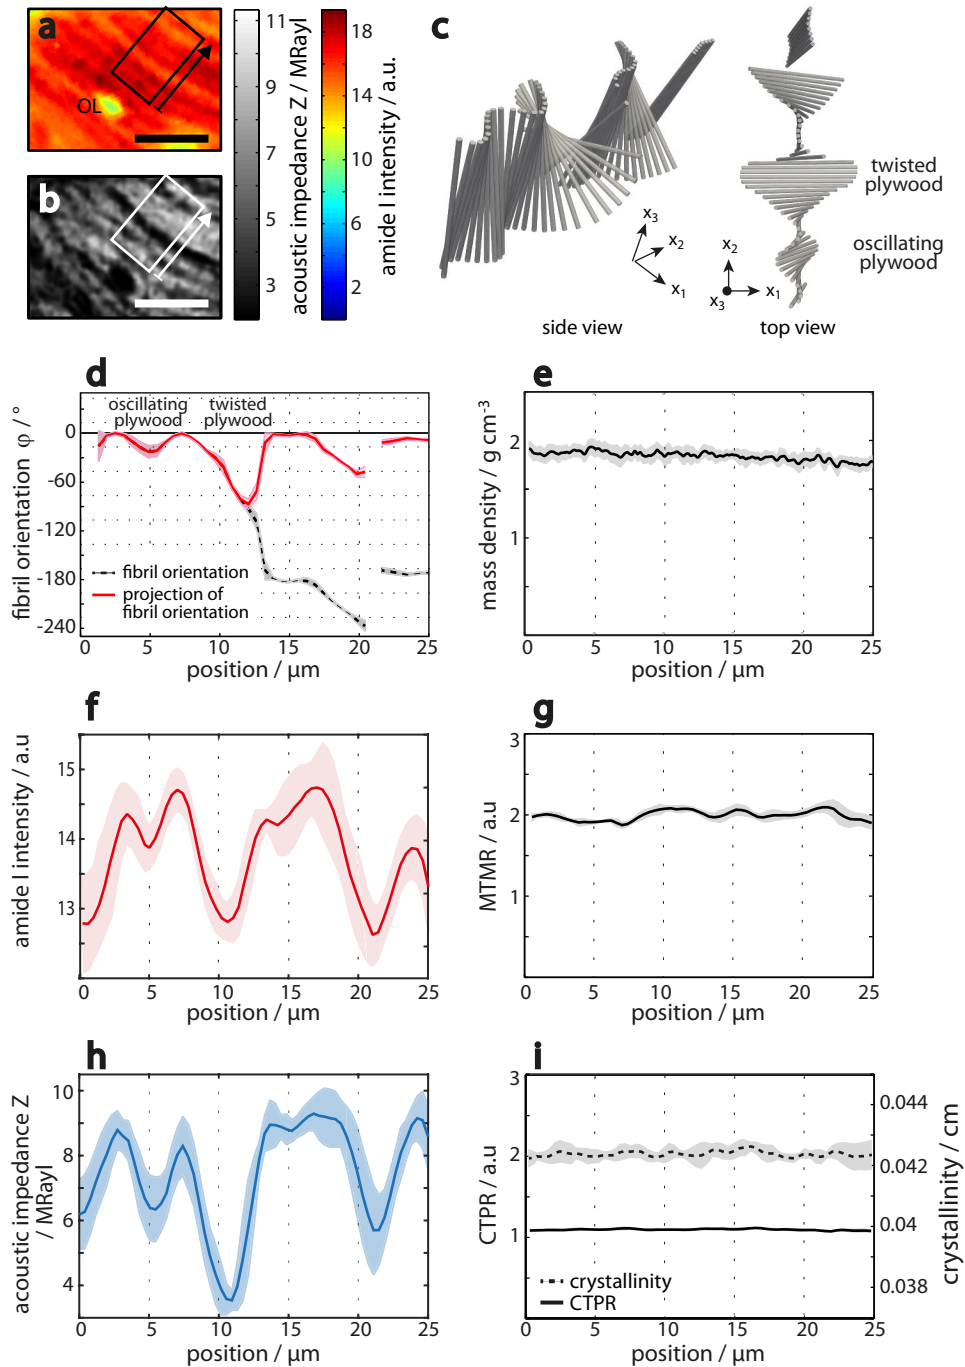 a
OL
b
11
9
7
5
3
acoustic impedance Z / MRayl
18
14
10
6
2
amide I intensity / a.u.
c
x3
x2
x1
side view
x2
x3
x1
top view
twisted
plywood
oscillating
plywood
d
oscillating
plywood
twisted
plywood
0
-60
-120
-180
-240
fibril orientation φ / °
fibril orientation
projection of
fibril orientation
0
5
10
15
20
25
position / μm
e
2
1
mass density / g cm⁻³
0
5
10
15
20
25
position / μm
f
15
14
13
amide I intensity / a.u
0
5
10
15
20
25
position / μm
g
3
2
1
MTMR / a.u
0
5
10
15
20
25
position / μm
h
10
8
6
4
acoustic impedance Z
/ MRayl
0
5
10
15
20
25
position / μm
i
3
2
1
CTPR / a.u
0.044
0.042
0.04
0.038
crystallinity / cm
crystallinity
CTPR
0
5
10
15
20
25
position / μm